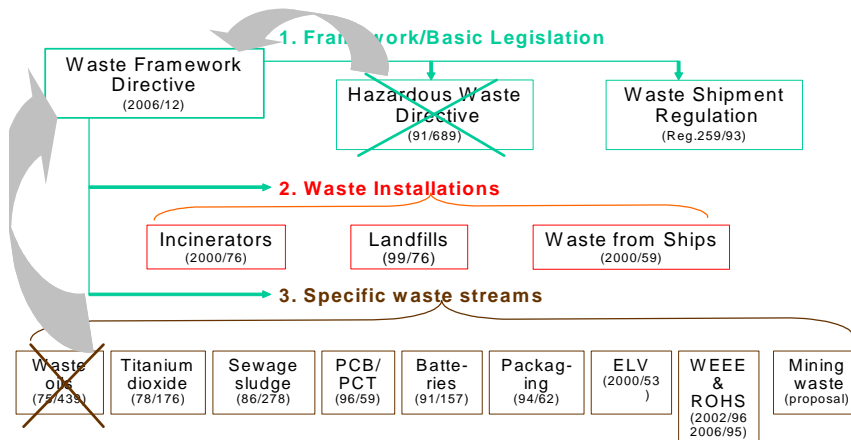 1. Framework/Basic Legislation
Waste Framework
Directive
(2006/12)
Hazardous Waste
Directive
(91/689)
Waste Shipment
Regulation
(Reg.259/93)
2. Waste Installations
Incinerators
(2000/76)
Landfills
(99/76)
Waste from Ships
(2000/59)
3. Specific waste streams
Waste
oils
(75/439)
Titanium
dioxide
(78/176)
Sewage
sludge
(86/278)
PCB/
PCT
(96/59)
Batte-
ries
(91/157)
Packag-
ing
(94/62)
ELV
(2000/53
)
WEEE
&
ROHS
(2002/96
2006/95)
Mining
waste
(proposal)